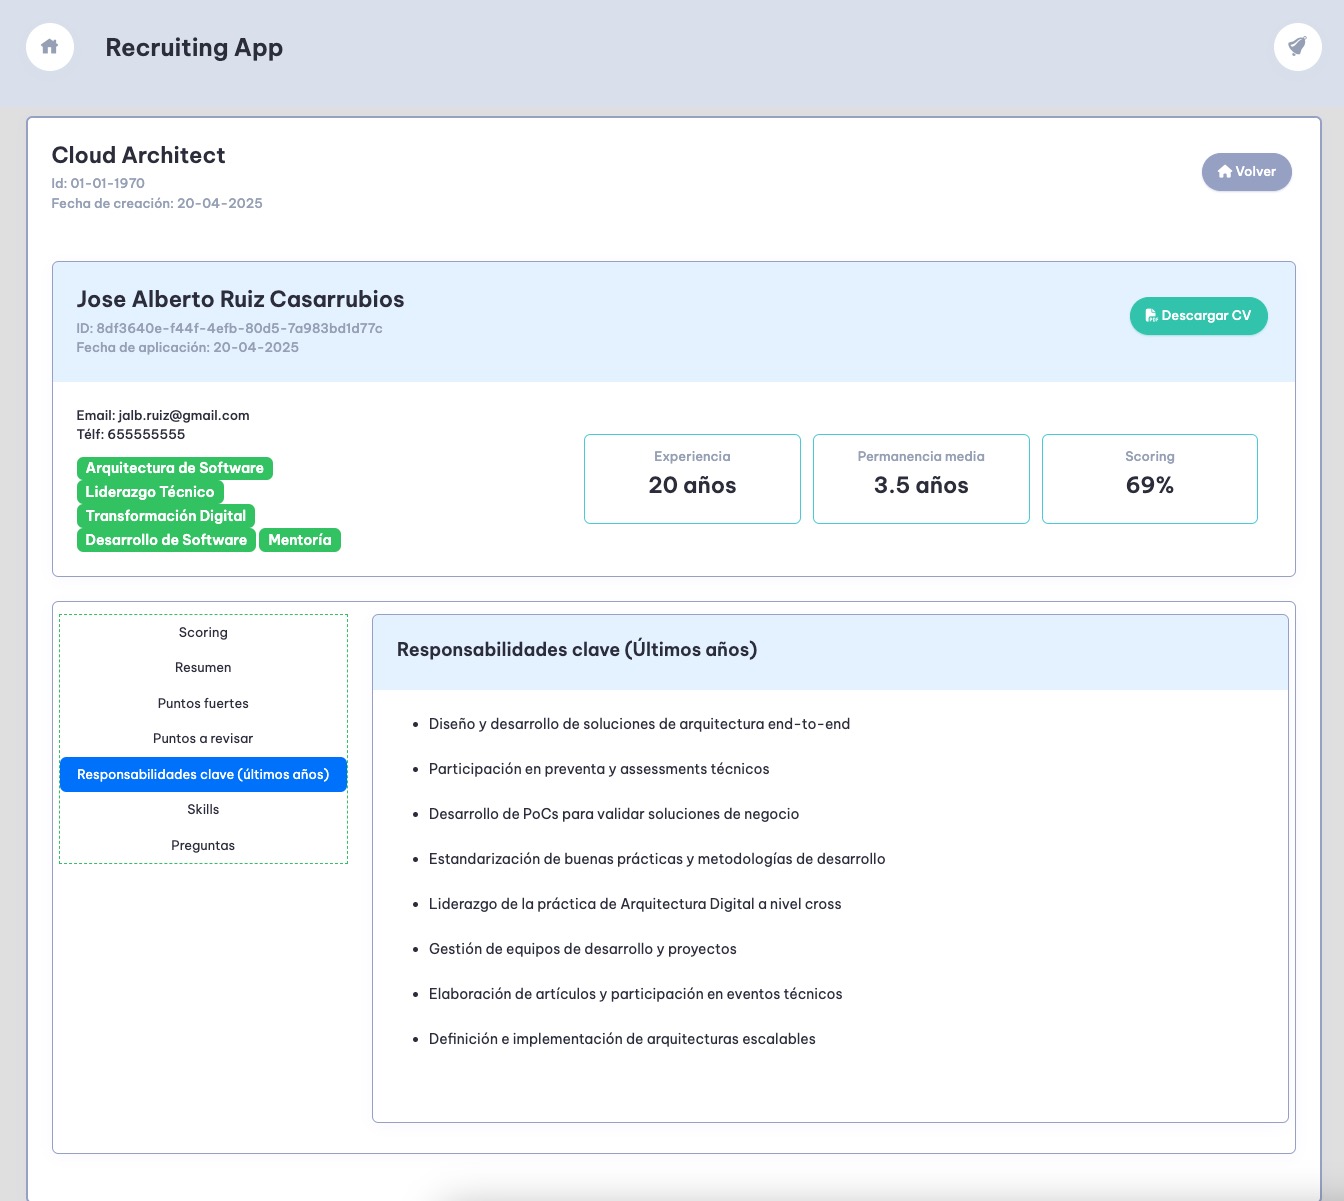 Recruiting App
Cloud Architect
Id: 01-01-1970
Fecha de creación: 20-04-2025
Volver
Jose Alberto Ruiz Casarrubios
ID: 8df3640e-f44f-4efb-80d5-7a983bd1d77c
Fecha de aplicación: 20-04-2025
Descargar CV
Email: jalb.ruiz@gmail.com
Télf: 655555555
Arquitectura de Software
Liderazgo Técnico
Transformación Digital
Desarrollo de Software Mentoría
Experiencia
20 años
Permanencia media
3.5 años
Scoring
69%
Scoring
Resumen
Puntos fuertes
Puntos a revisar
Responsabilidades clave (últimos años)
Skills
Preguntas
Responsabilidades clave (Últimos años)
• Diseño y desarrollo de soluciones de arquitectura end-to-end
• Participación en preventa y assessments técnicos
• Desarrollo de PoCs para validar soluciones de negocio
• Estandarización de buenas prácticas y metodologías de desarrollo
• Liderazgo de la práctica de Arquitectura Digital a nivel cross
• Gestión de equipos de desarrollo y proyectos
• Elaboración de artículos y participación en eventos técnicos
• Definición e implementación de arquitecturas escalables